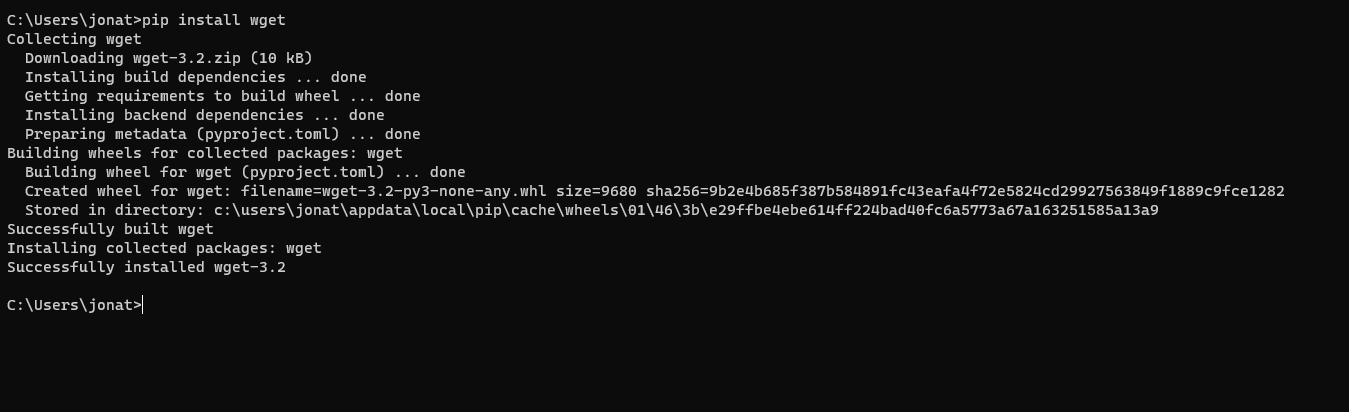 C:\Users\jonat>pip install wget
Collecting wget
  Downloading wget-3.2.zip (10 kB)
  Installing build dependencies ... done
  Getting requirements to build wheel ... done
  Installing backend dependencies ... done
  Preparing metadata (pyproject.toml) ... done
Building wheels for collected packages: wget
  Building wheel for wget (pyproject.toml) ... done
  Created wheel for wget: filename=wget-3.2-py3-none-any.whl size=9680 sha256=9b2e4b685f387b584891fc43eafa4f72e5824cd29927563849f1889c9fce1282
  Stored in directory: c:\users\jonat\appdata\local\pip\cache\wheels\01\46\3b\e29ffbe4ebe614ff224bad40fc6a5773a67a163251585a13a9
Successfully built wget
Installing collected packages: wget
Successfully installed wget-3.2
C:\Users\jonat>